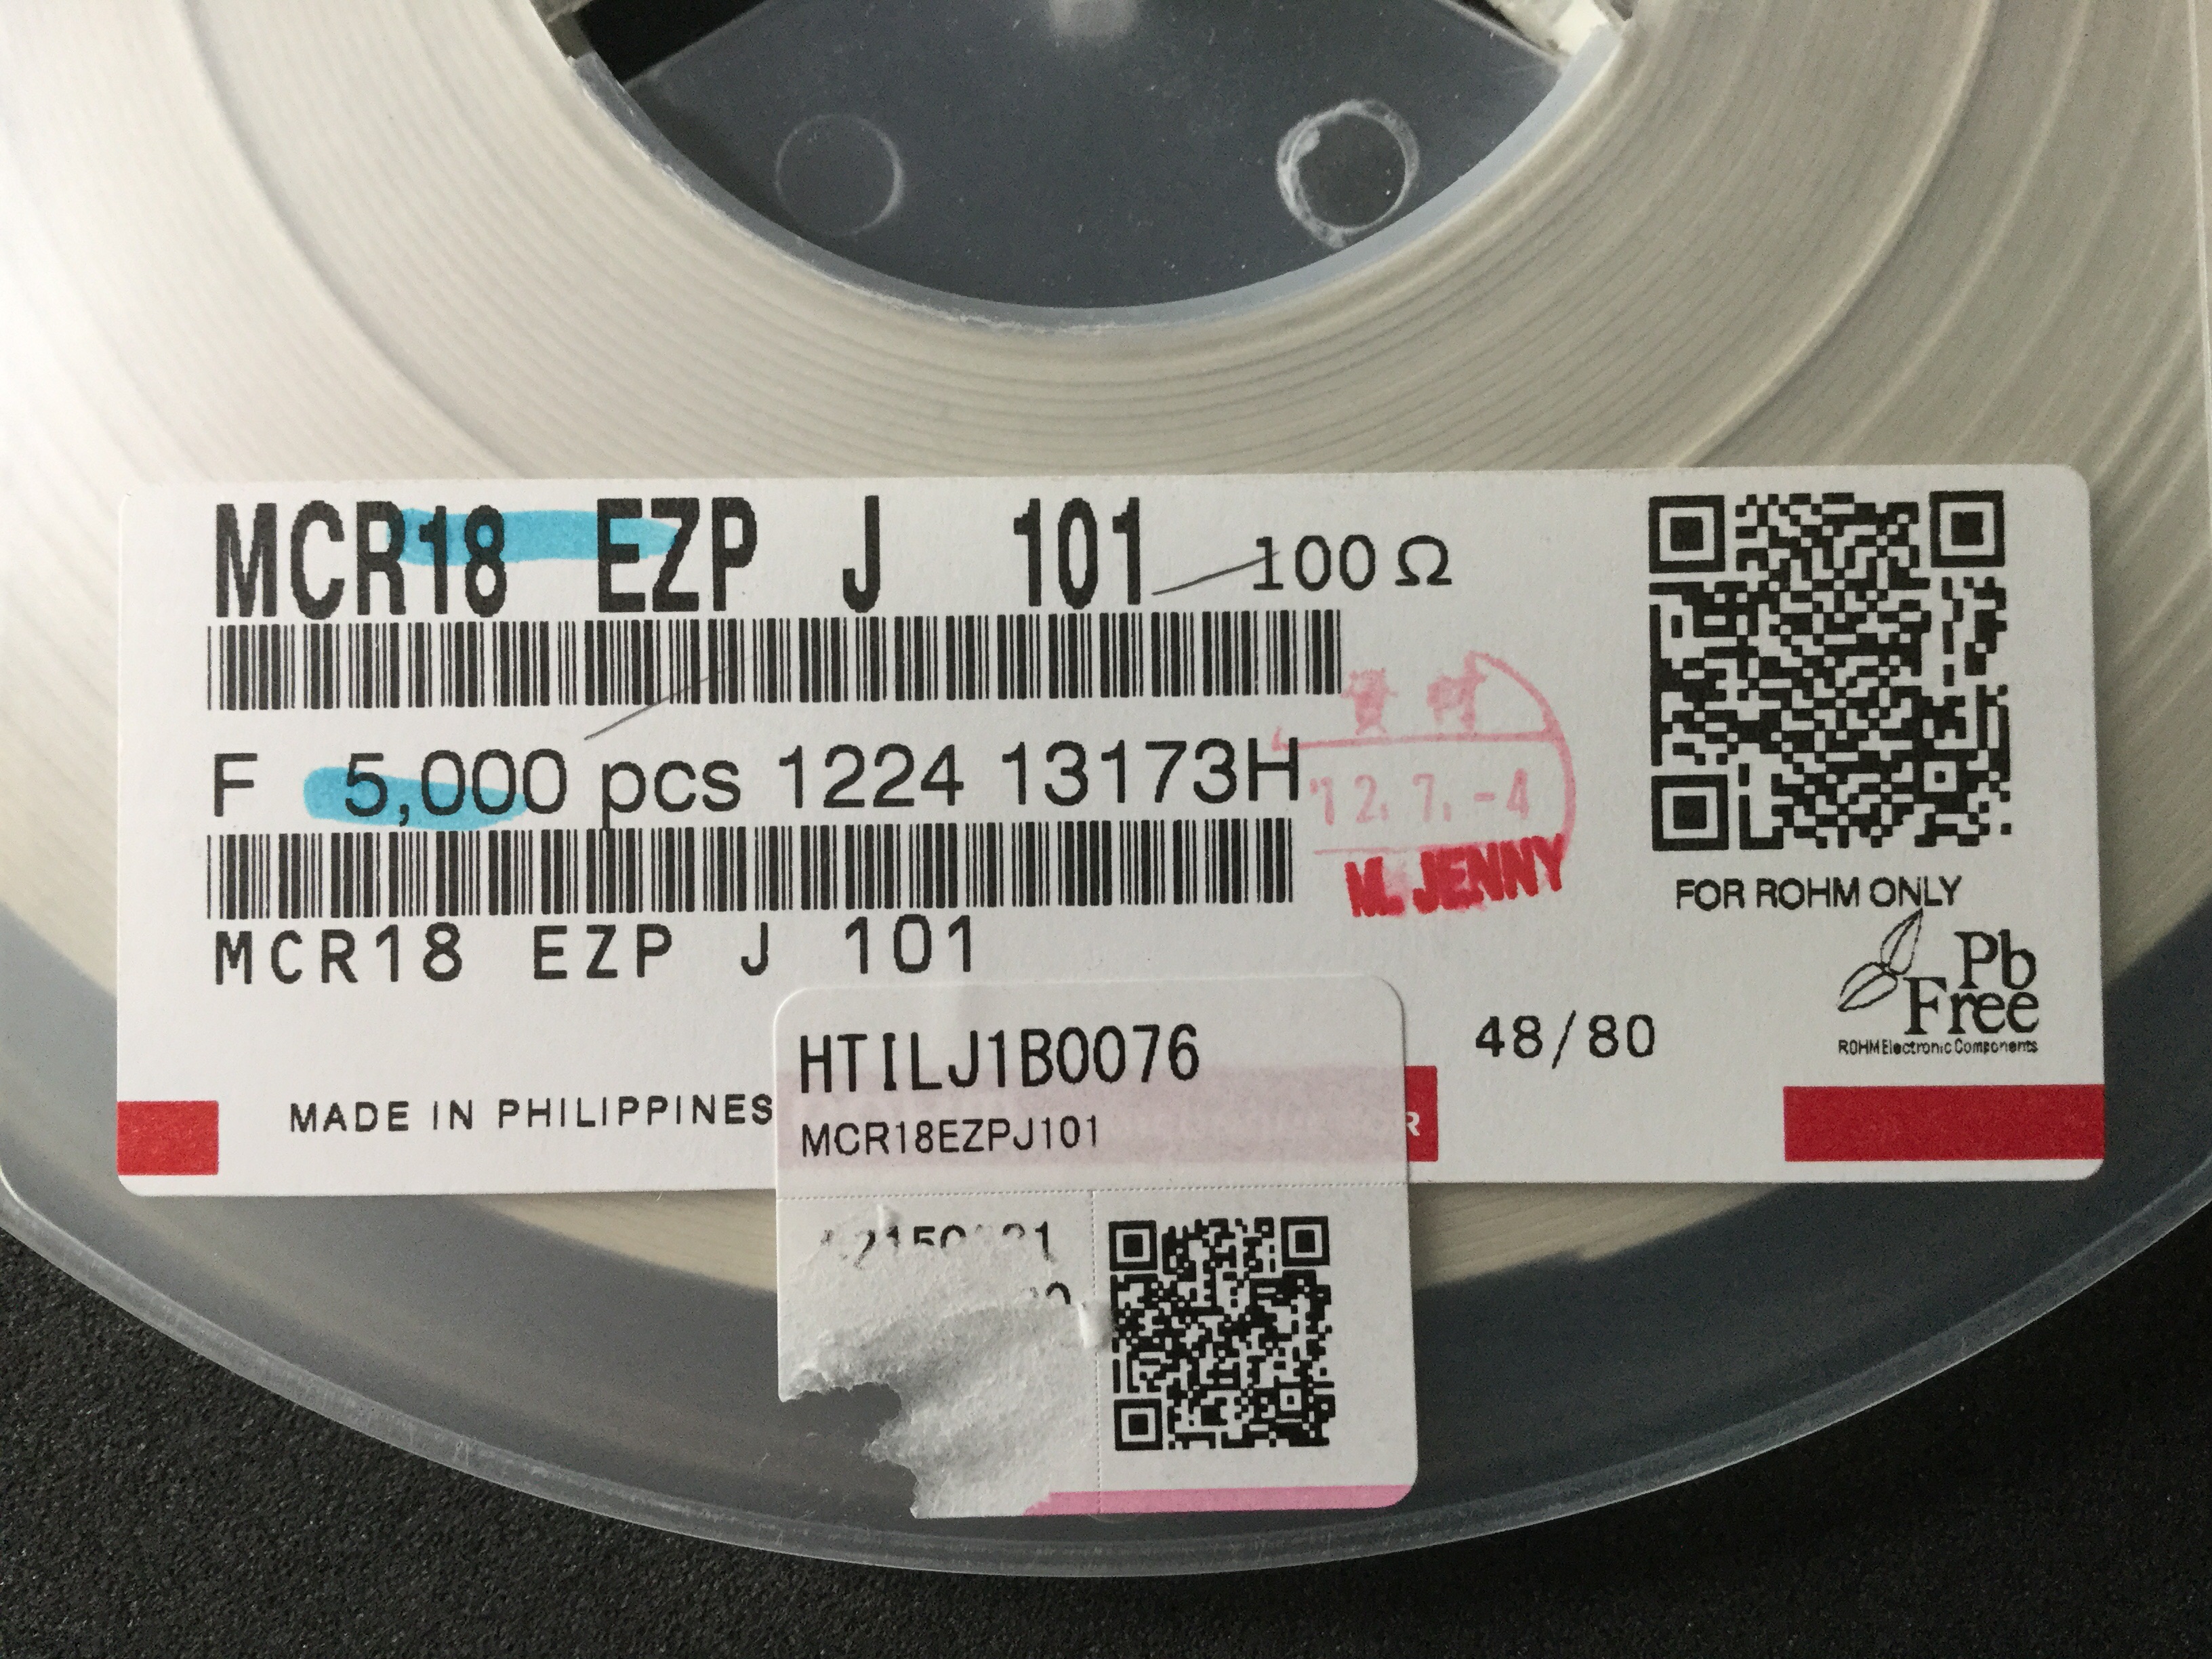 MCR18 EZP J 101 100Ω
F 5,000 pcs 1224 13173H
'12. 7. -4
M. JENNY
MCR18 EZP J 101
FOR ROHM ONLY
Pb
Free
ROHM Electronic Components
48/80
MADE IN PHILIPPINES
R
HTILJ1B0076
MCR18EZPJ101